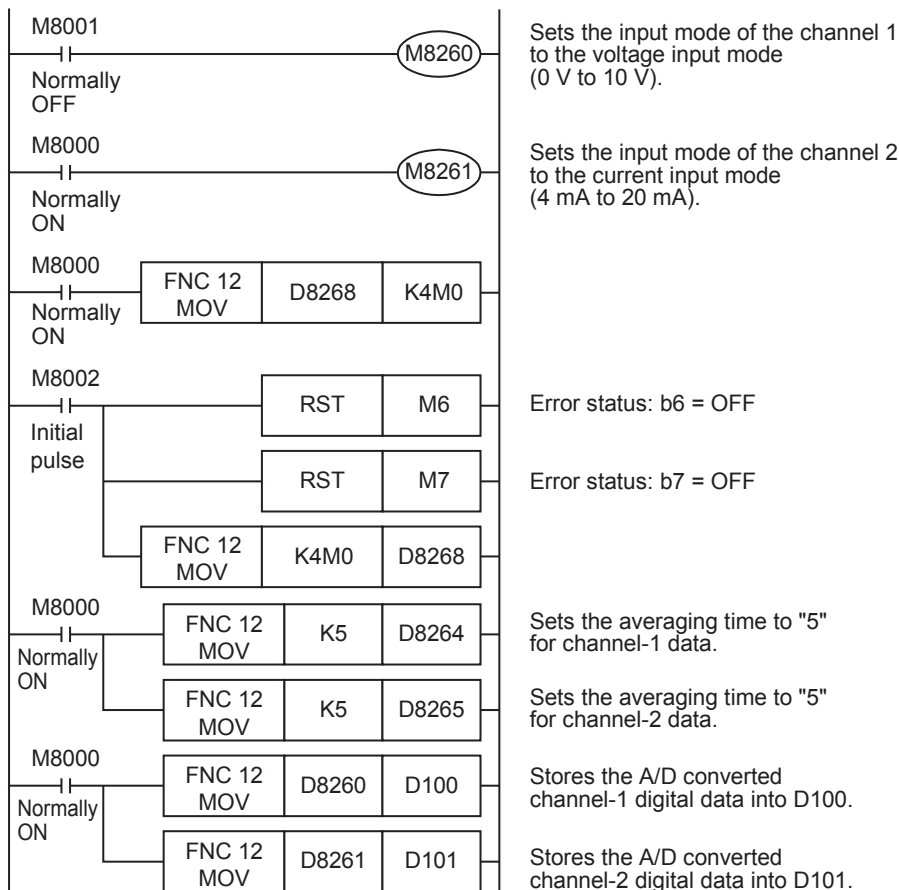 M8001
M8260
Normally
OFF
Sets the input mode of the channel 1
to the voltage input mode
(0 V to 10 V).
M8000
M8261
Normally
ON
Sets the input mode of the channel 2
to the current input mode
(4 mA to 20 mA).
M8000
Normally
ON
FNC 12
MOV
D8268
K4M0
M8002
Initial
pulse
RST
M6
Error status: b6 = OFF
RST
M7
Error status: b7 = OFF
FNC 12
MOV
K4M0
D8268
M8000
Normally
ON
FNC 12
MOV
K5
D8264
Sets the averaging time to "5"
for channel-1 data.
FNC 12
MOV
K5
D8265
Sets the averaging time to "5"
for channel-2 data.
M8000
Normally
ON
FNC 12
MOV
D8260
D100
Stores the A/D converted
channel-1 digital data into D100.
FNC 12
MOV
D8261
D101
Stores the A/D converted
channel-2 digital data into D101.